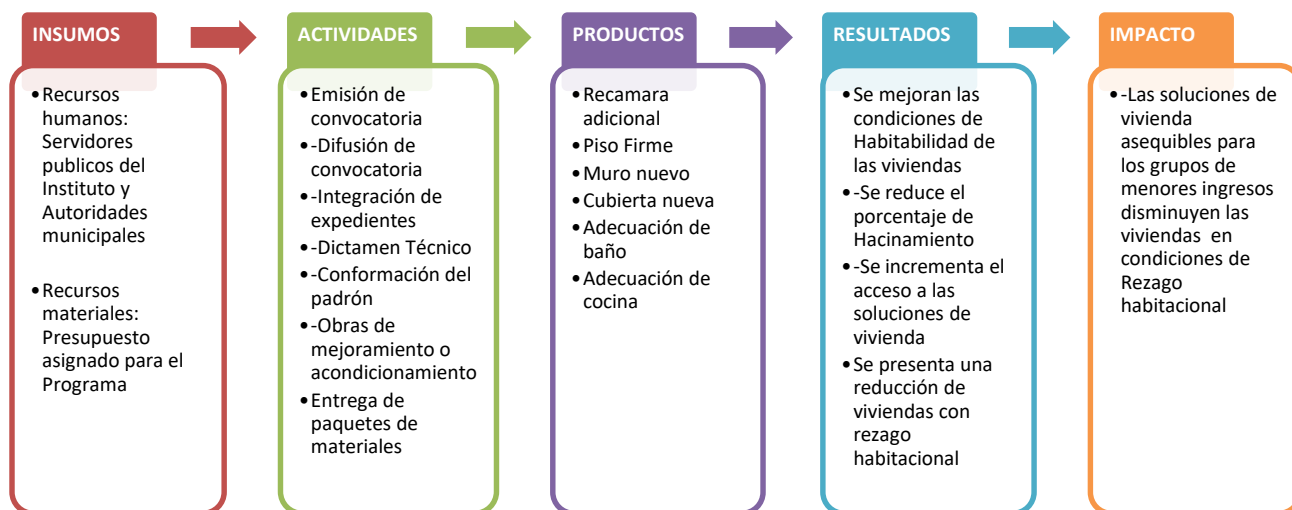 INSUMOS
•Recursos
humanos:
Servidores
publicos del
Instituto y
Autoridades
municipales
•Recursos
materiales:
Presupuesto
asignado para el
Programa
ACTIVIDADES
•Emisión de
convocatoria
•-Difusión de
convocatoria
•-Integración de
expedientes
•-Dictamen Técnico
•-Conformación del
padrón
•-Obras de
mejoramiento o
acondicionamiento
•Entrega de
paquetes de
materiales
PRODUCTOS
•Recamara
adicional
•Piso Firme
•Muro nuevo
•Cubierta nueva
•Adecuación de
baño
•Adecuación de
cocina
RESULTADOS
•Se mejoran las
condiciones de
Habitabilidad de
las viviendas
•-Se reduce el
porcentaje de
Hacinamiento
•-Se incrementa el
acceso a las
soluciones de
vivienda
•Se presenta una
reducción de
viviendas con
rezago
habitacional
IMPACTO
•-Las soluciones de
vivienda
asequibles para
los grupos de
menores ingresos
disminuyen las
viviendas en
condiciones de
Rezago
habitacional